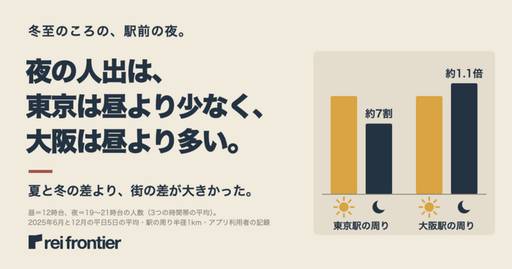 冬至のころの、駅前の夜。
夜の人出は、
東京は昼より少なく、
大阪は昼より多い。
夏と冬の差より、街の差が大きかった。
昼＝12時台、夜＝19〜21時台の人数（3つの時間帯の平均）。
2025年6月と12月の平日5日の平均・駅の周り半径1km・アプリ利用者の記録
rei frontier
約7割
約1.1倍
東京駅の周り
大阪駅の周り